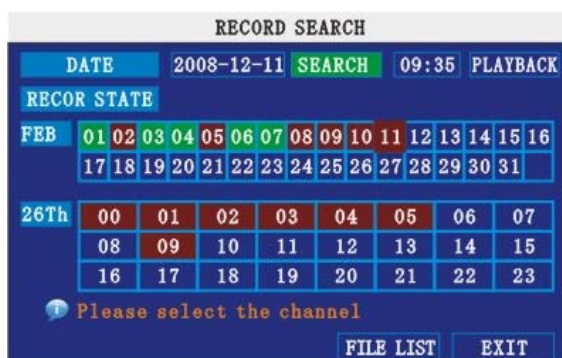 RECORD SEARCH
DATE 2008-12-11 SEARCH 09:35 PLAYBACK
RECOR STATE
FEB 01 02 03 04 05 06 07 08 09 10 11 12 13 14 15 16
17 18 19 20 21 22 23 24 25 26 27 28 29 30 31
26Th 00 01 02 03 04 05 06 07
08 09 10 11 12 13 14 15
16 17 18 19 20 21 22 23
Please select the channel
FILE LIST EXIT